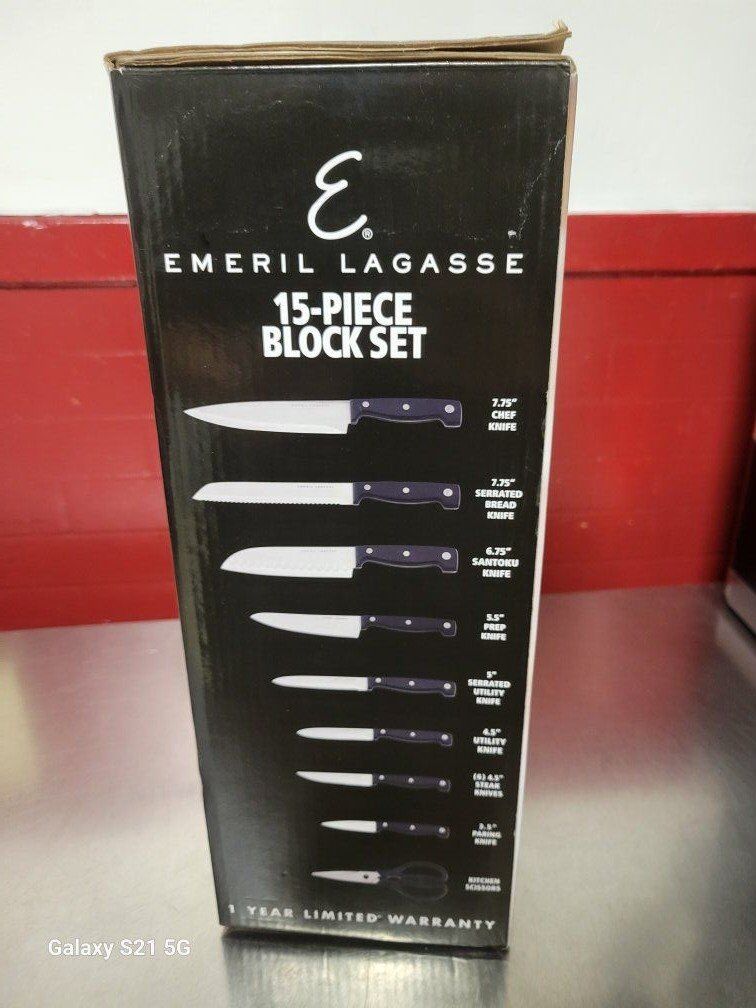 E®
EMERIL LAGASSE
15-PIECE
BLOCK SET
7.75"
CHEF
KNIFE
7.75"
SERRATED
BREAD
KNIFE
6.75"
SANTOKU
KNIFE
5.5"
PREP
KNIFE
5"
SERRATED
UTILITY
KNIFE
4.5"
UTILITY
KNIFE
4.5"
STEAK
KNIVES
PARING
KNIFE
KITCHEN
SCISSORS
1 YEAR LIMITED WARRANTY
Galaxy S21 5G